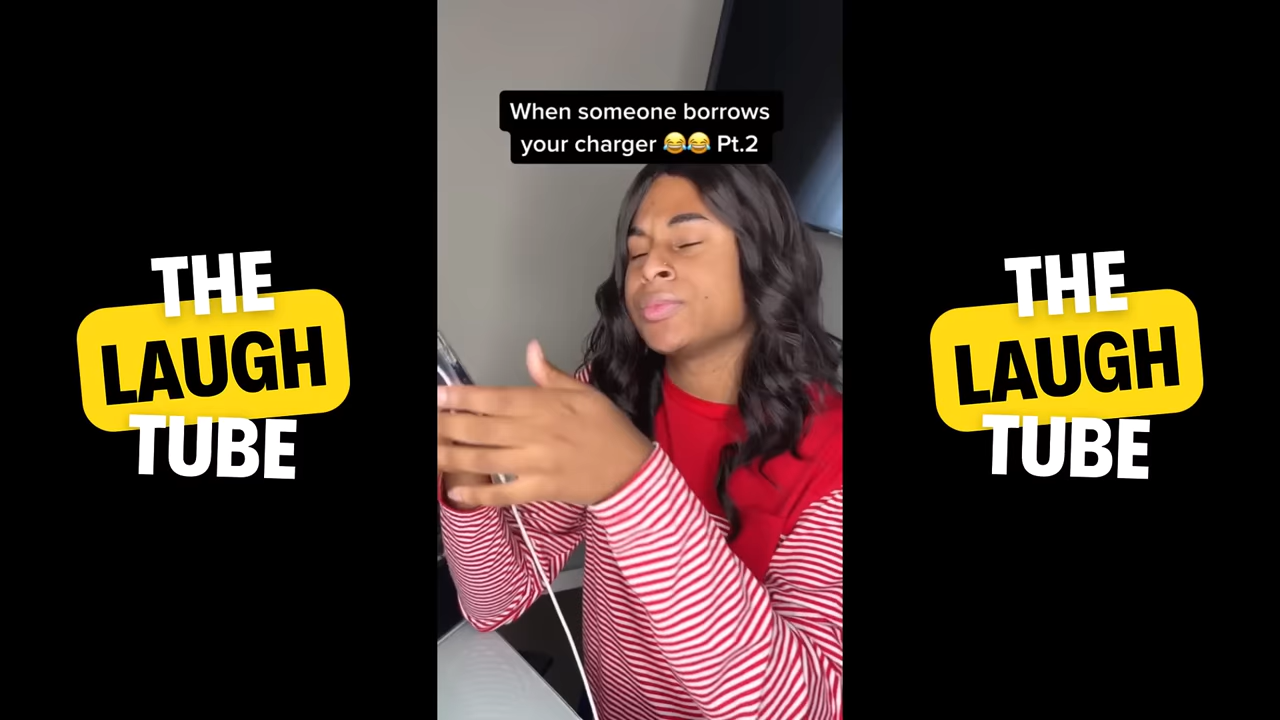 When someone borrows
your charger 😂😂 Pt.2
THE
LAUGH
TUBE
THE
LAUGH
TUBE